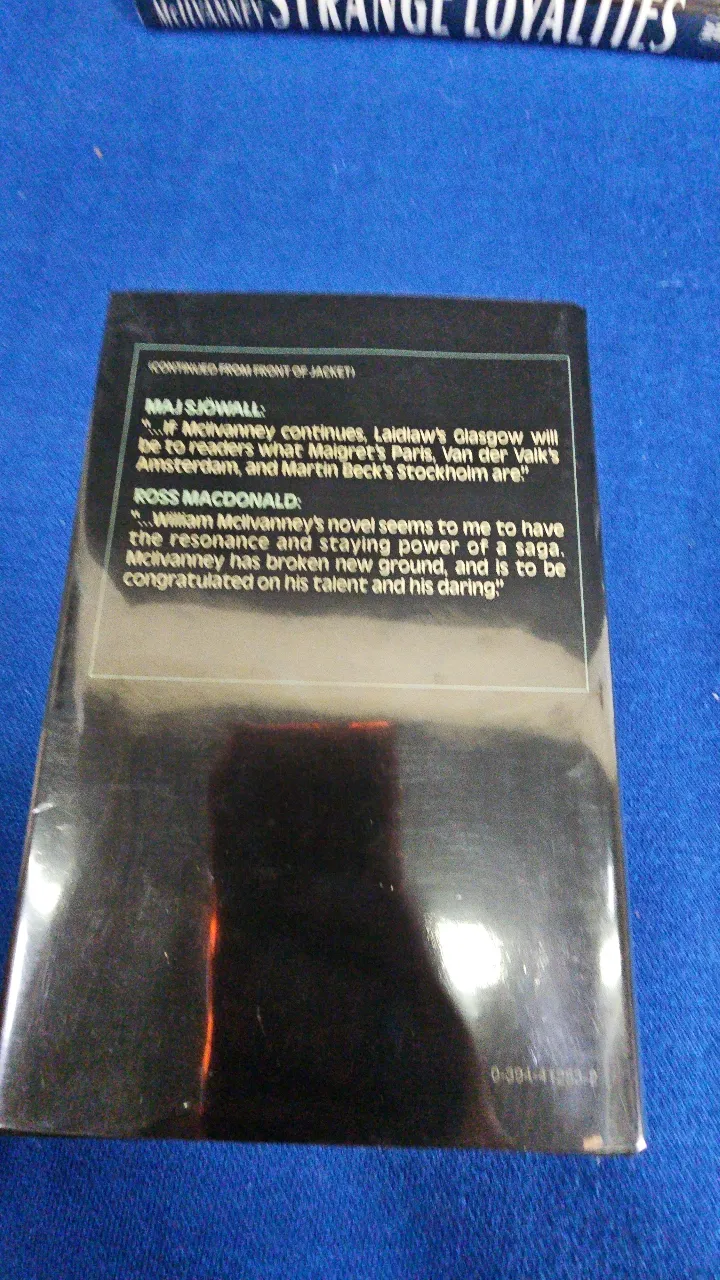 McILVANNEY STRANGE LOYALTIES
(CONTINUED FROM FRONT OF JACKET)
MAJ SJÖWALL:
"...If McIlvanney continues, Laidlaw's Glasgow will
be to readers what Maigret's Paris, Van der Valk's
Amsterdam, and Martin Beck's Stockholm are."
ROSS MACDONALD:
"...William McIlvanney's novel seems to me to have
the resonance and staying power of a saga.
McIlvanney has broken new ground, and is to be
congratulated on his talent and his daring."